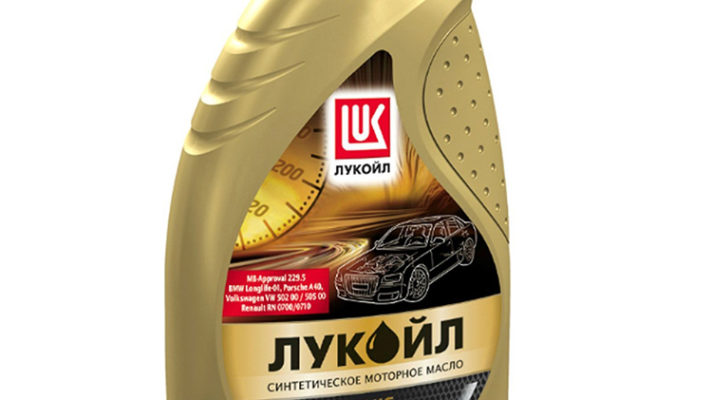 LUK
ЛУКОЙЛ
200
20
MB-Approval 229.5
BMW Longlife-01, Porsche A40,
Volkswagen VW 502 00 / 505 00
Renault RN 0700/0710
ЛУКОЙЛ
СИНТЕТИЧЕСКОЕ МОТОРНОЕ МАСЛО